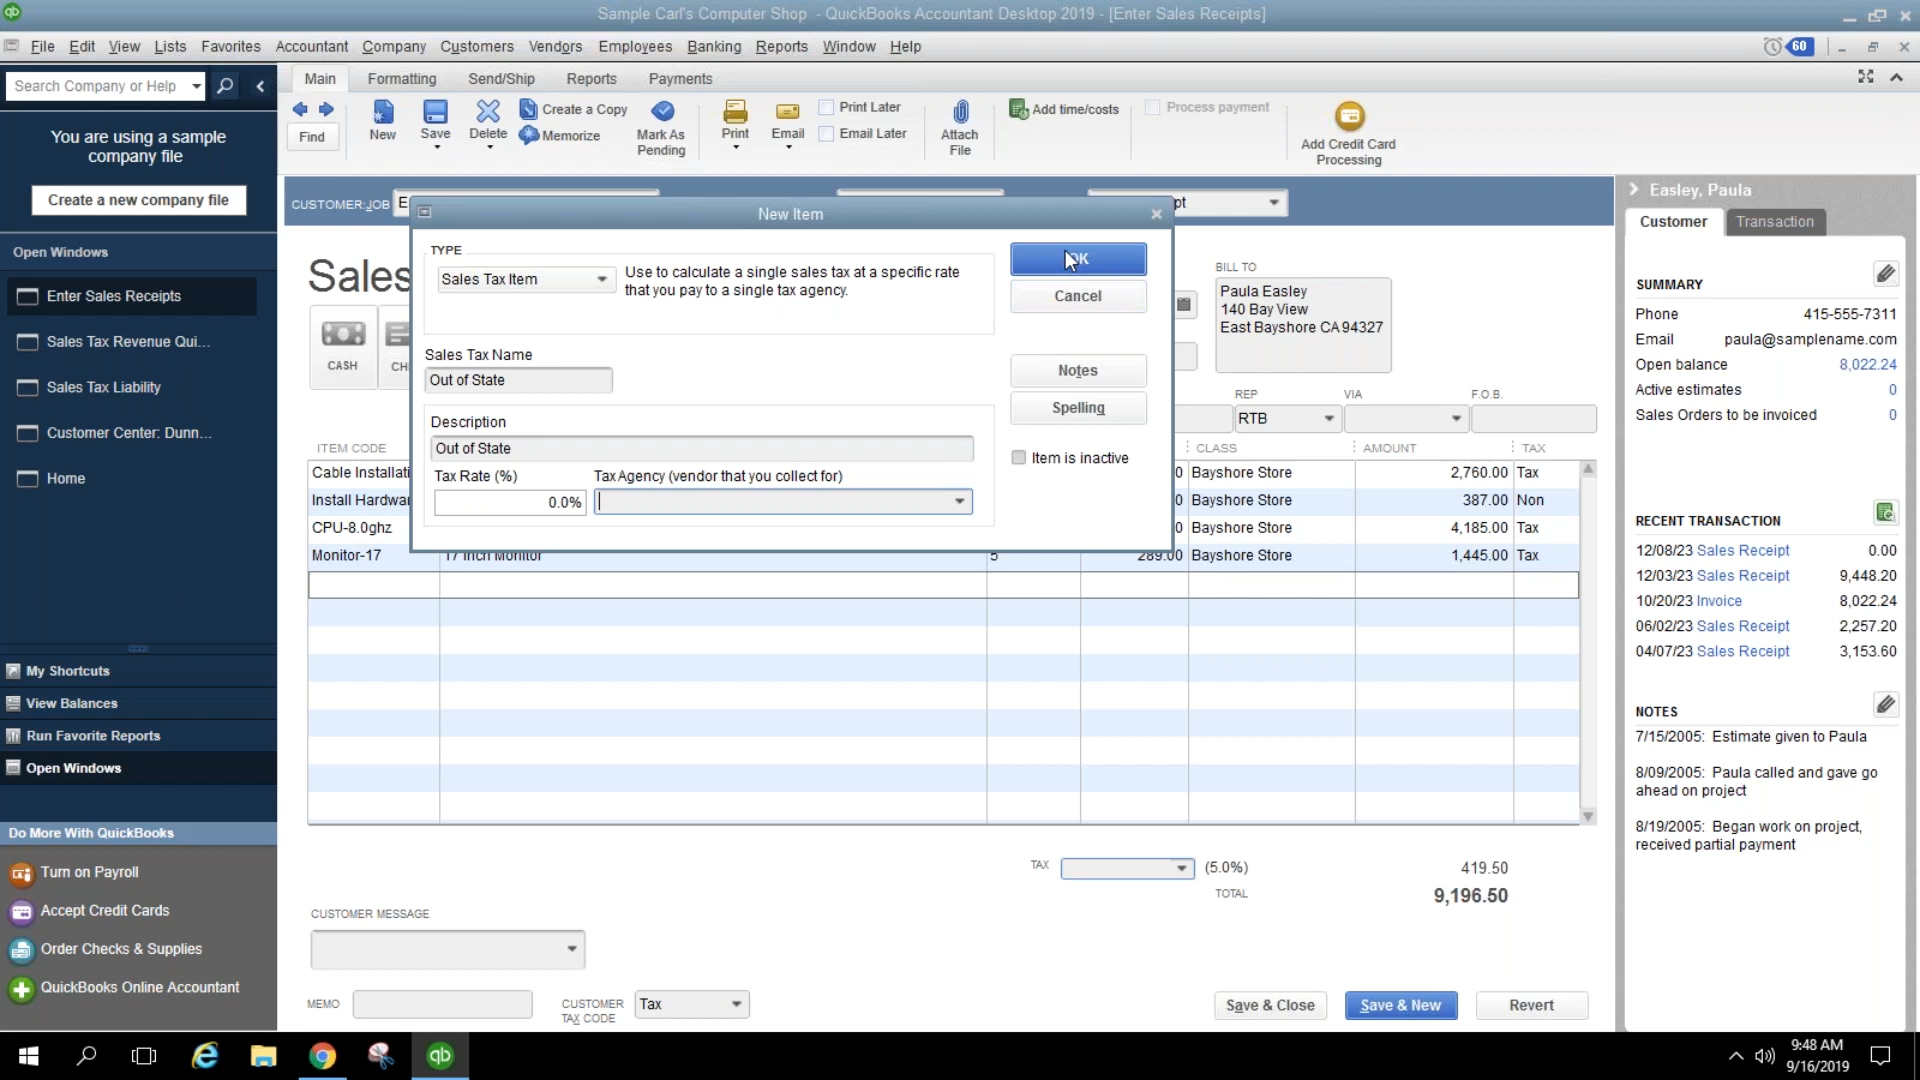 Sample Carl's Computer Shop - QuickBooks Accountant Desktop 2019 - [Enter Sales Receipts]
File Edit View Lists Favorites Accountant Company Customers Vendors Employees Banking Reports Window Help
60
Search Company or Help
You are using a sample
company file
Create a new company file
Open Windows
Enter Sales Receipts
Sales Tax Revenue Qui...
Sales Tax Liability
Customer Center: Dunn...
Home
My Shortcuts
View Balances
Run Favorite Reports
Open Windows
Do More With QuickBooks
Turn on Payroll
Accept Credit Cards
Order Checks & Supplies
QuickBooks Online Accountant
Main Formatting Send/Ship Reports Payments
Find
New
Save
Delete
Create a Copy
Memorize
Mark As
Pending
Print
Email
Print Later
Email Later
Attach
File
Add time/costs
Process payment
Add Credit Card
Processing
CUSTOMER:JOB E
pt
Sales
CASH
CH
New Item
TYPE
Sales Tax Item
Use to calculate a single sales tax at a specific rate
that you pay to a single tax agency.
OK
Cancel
Sales Tax Name
Out of State
Notes
Spelling
Description
Out of State
Item is inactive
Tax Rate (%) Tax Agency (vendor that you collect for)
0.0%
BILL TO
Paula Easley
140 Bay View
East Bayshore CA 94327
REP VIA F.O.B.
RTB
ITEM CODE CLASS AMOUNT TAX
Cable Installati 0 Bayshore Store 2,760.00 Tax
Install Hardwar 0 Bayshore Store 387.00 Non
CPU-8.0ghz 0 Bayshore Store 4,185.00 Tax
Monitor-17 17 inch Monitor 5 289.00 Bayshore Store 1,445.00 Tax
TAX (5.0%) 419.50
TOTAL 9,196.50
CUSTOMER MESSAGE
MEMO
CUSTOMER
TAX CODE
Tax
Save & Close
Save & New
Revert
Easley, Paula
Customer Transaction
SUMMARY
Phone 415-555-7311
Email paula@samplename.com
Open balance 8,022.24
Active estimates 0
Sales Orders to be invoiced 0
RECENT TRANSACTION
12/08/23 Sales Receipt 0.00
12/03/23 Sales Receipt 9,448.20
10/20/23 Invoice 8,022.24
06/02/23 Sales Receipt 2,257.20
04/07/23 Sales Receipt 3,153.60
NOTES
7/15/2005: Estimate given to Paula
8/09/2005: Paula called and gave go
ahead on project
8/19/2005: Began work on project,
received partial payment
qb
9:48 AM
9/16/2019